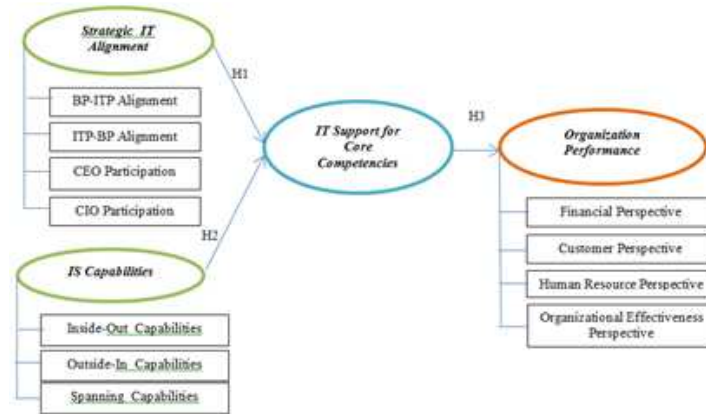 Strategic IT
Alignment
H1
BP-ITP Alignment
ITP-BP Alignment
CEO Participation
CIO Participation
H2
IS Capabilities
Inside-Out Capabilities
Outside-In Capabilities
Spanning Capabilities
IT Support for
Core
Competencies
H3
Organization
Performance
Financial Perspective
Customer Perspective
Human Resource Perspective
Organizational Effectiveness
Perspective